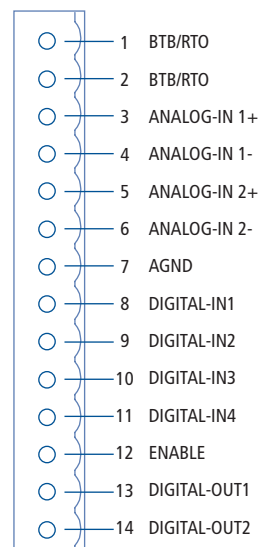 1 BTB/RTO
2 BTB/RTO
3 ANALOG-IN 1+
4 ANALOG-IN 1-
5 ANALOG-IN 2+
6 ANALOG-IN 2-
7 AGND
8 DIGITAL-IN1
9 DIGITAL-IN2
10 DIGITAL-IN3
11 DIGITAL-IN4
12 ENABLE
13 DIGITAL-OUT1
14 DIGITAL-OUT2